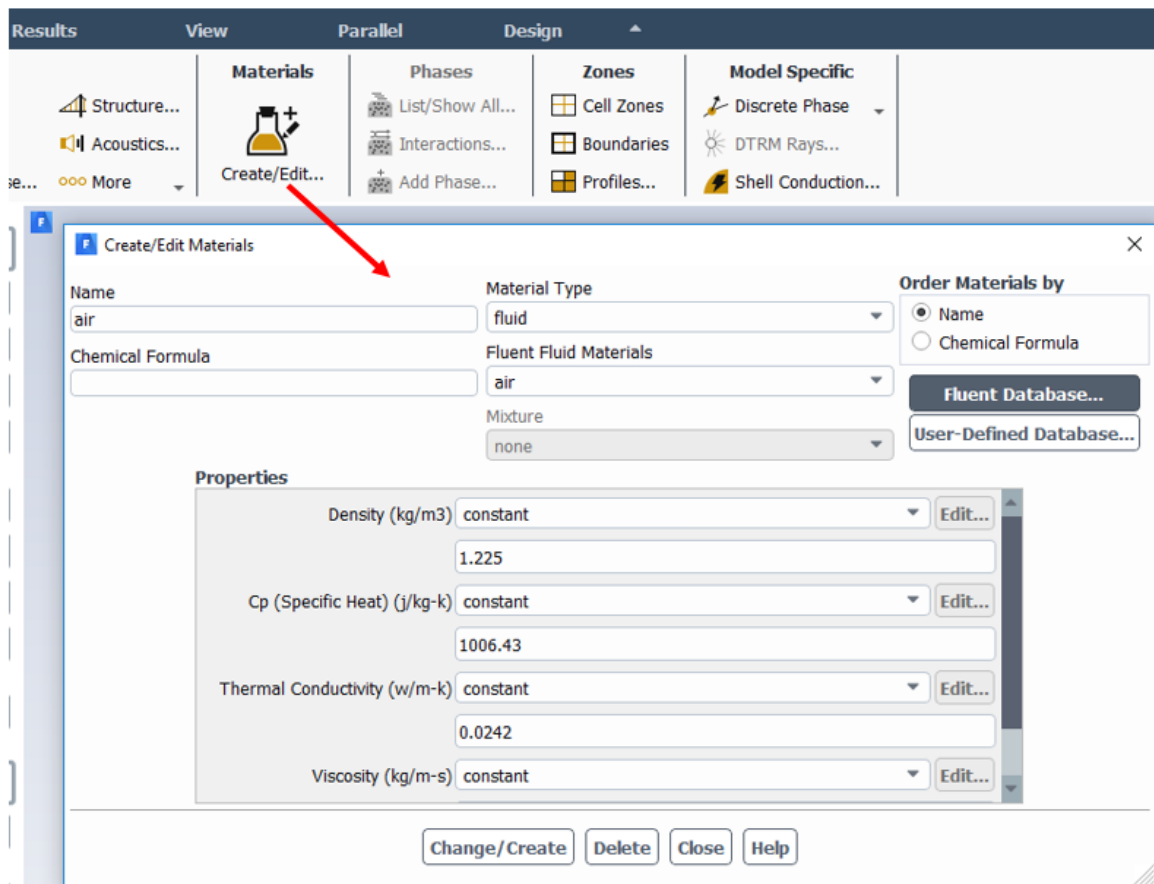 Results View Parallel Design
Materials Phases Zones Model Specific
Structure... List/Show All... Cell Zones Discrete Phase
Acoustics... Interactions... Boundaries DTRM Rays...
se... More Create/Edit... Add Phase... Profiles... Shell Conduction...
F
F Create/Edit Materials
Name Material Type Order Materials by
air fluid Name
Chemical Formula Fluent Fluid Materials Chemical Formula
air Fluent Database...
Mixture
none User-Defined Database...
Properties
Density (kg/m3) constant Edit...
1.225
Cp (Specific Heat) (j/kg-k) constant Edit...
1006.43
Thermal Conductivity (w/m-k) constant Edit...
0.0242
Viscosity (kg/m-s) constant Edit...
Change/Create Delete Close Help